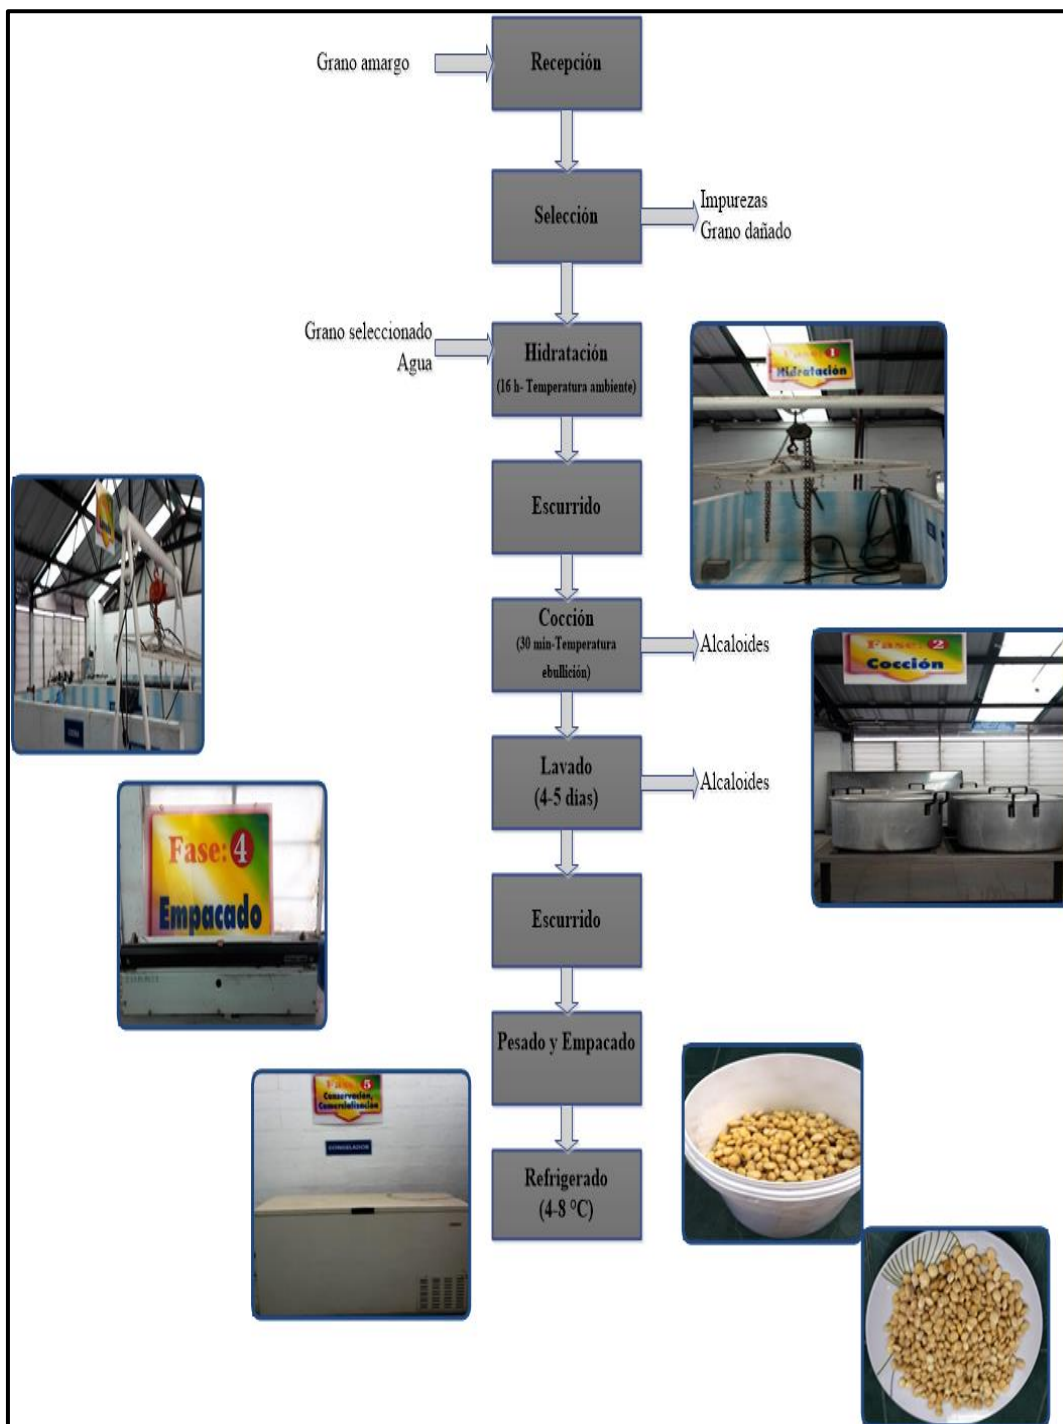 Grano amargo
Recepción
Selección
Impurezas
Grano dañado
Grano seleccionado
Agua
Hidratación
(16 h- Temperatura ambiente)
Fase: 1
Hidratación
Escurrido
Cocción
(30 min-Temperatura
ebullición)
Alcaloides
Fase: 2
Cocción
Lavado
(4-5 días)
Alcaloides
Fase: 4
Empacado
Escurrido
Pesado y Empacado
Fase: 5
Conservación,
Comercialización
CONGELADOR
Refrigerado
(4-8 °C)